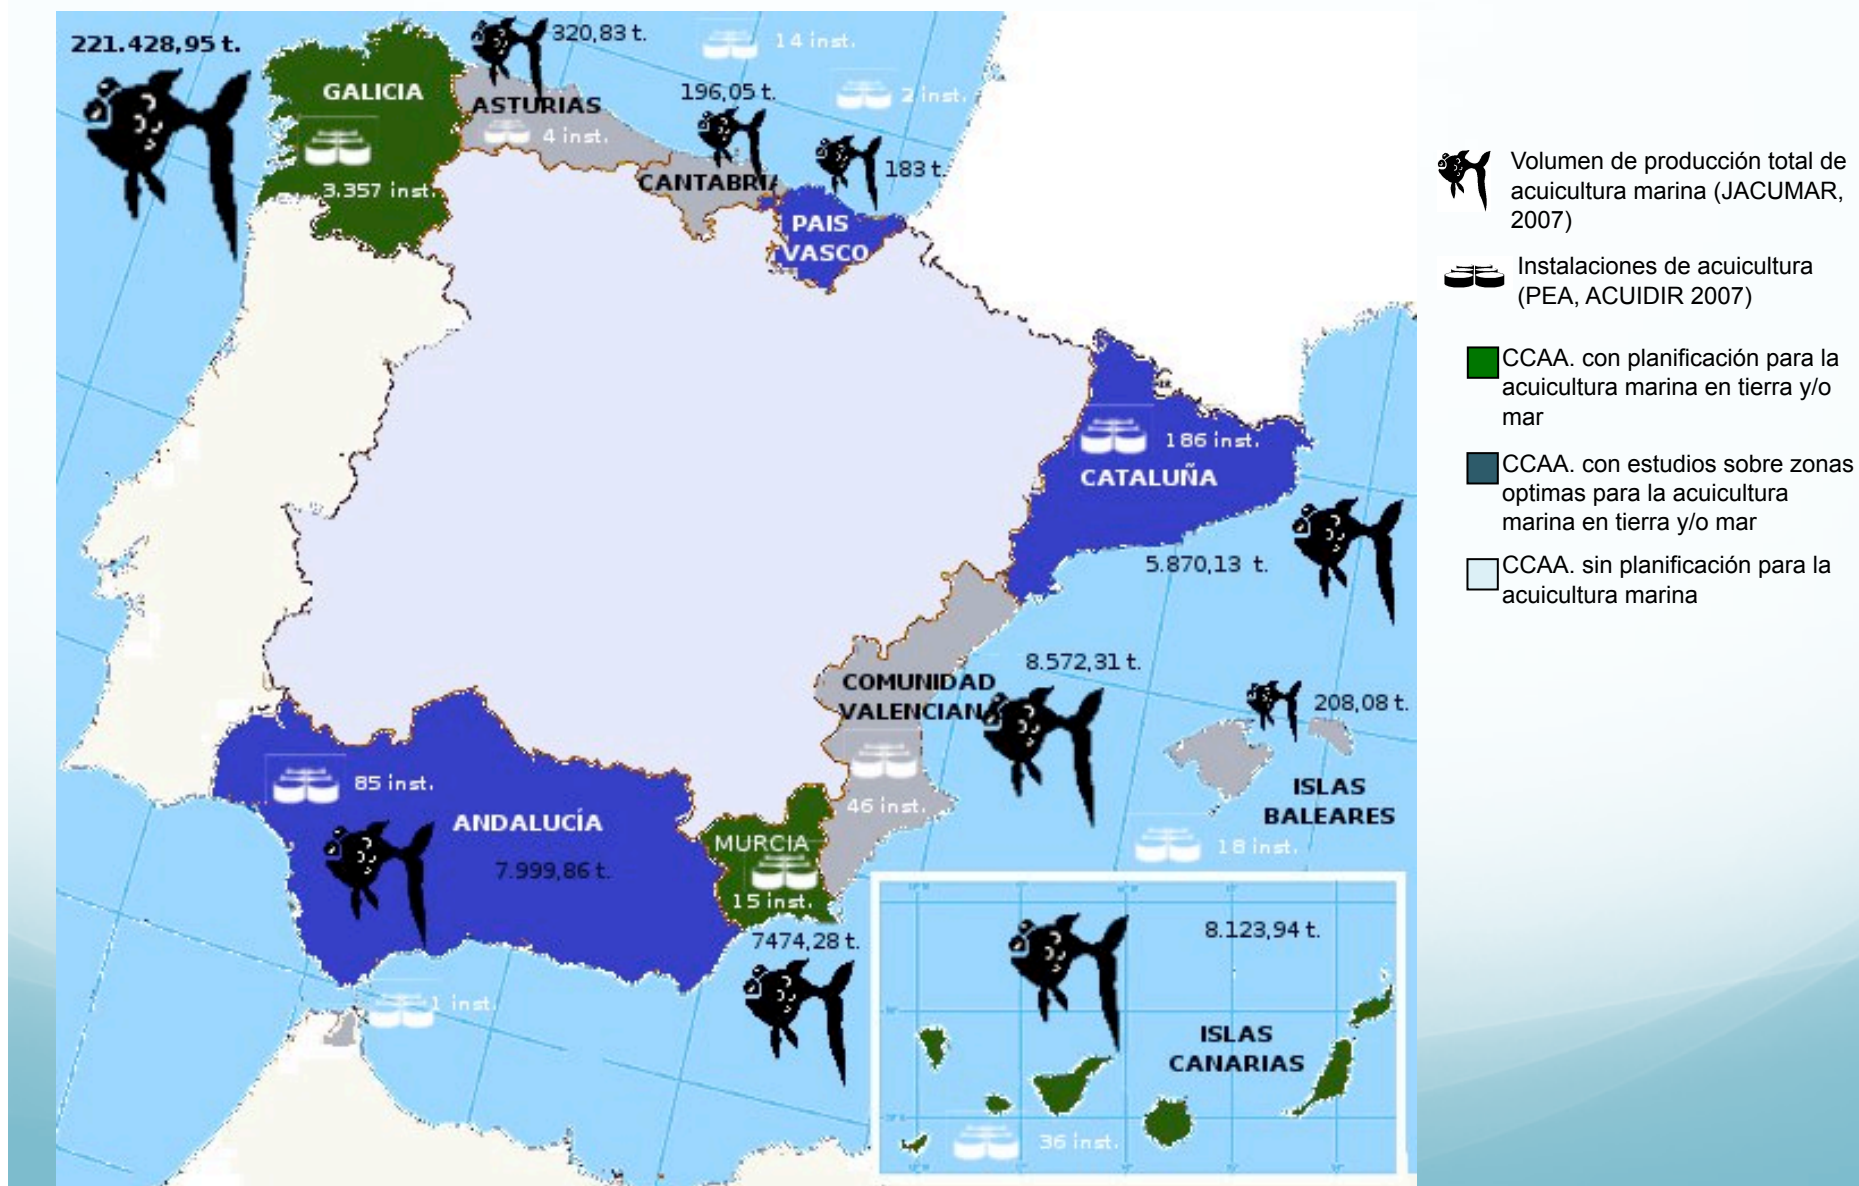 221.428,95 t.
320,83 t.
14 inst.
2 inst.
196,05 t.
183 t.
GALICIA
3.357 inst.
ASTURIAS
4 inst.
CANTABRIA
PAIS
VASCO
186 inst.
CATALUÑA
5.870,13 t.
8.572,31 t.
COMUNIDAD
VALENCIANA
46 inst.
208,08 t.
ISLAS
BALEARES
18 inst.
85 inst.
ANDALUCÍA
7.999,86 t.
MURCIA
15 inst.
7474,28 t.
1 inst.
8.123,94 t.
ISLAS
CANARIAS
36 inst.
Volumen de producción total de
acuicultura marina (JACUMAR,
2007)
Instalaciones de acuicultura
(PEA, ACUIDIR 2007)
CCAA. con planificación para la
acuicultura marina en tierra y/o
mar
CCAA. con estudios sobre zonas
optimas para la acuicultura
marina en tierra y/o mar
CCAA. sin planificación para la
acuicultura marina